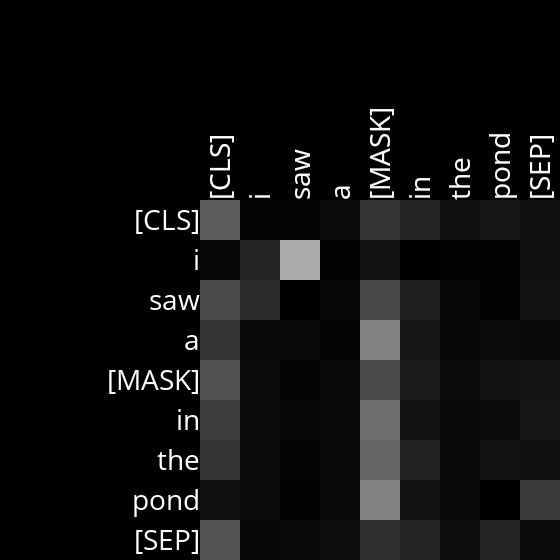 [CLS] i saw a [MASK] in the pond [SEP]
[CLS]
i
saw
a
[MASK]
in
the
pond
[SEP]